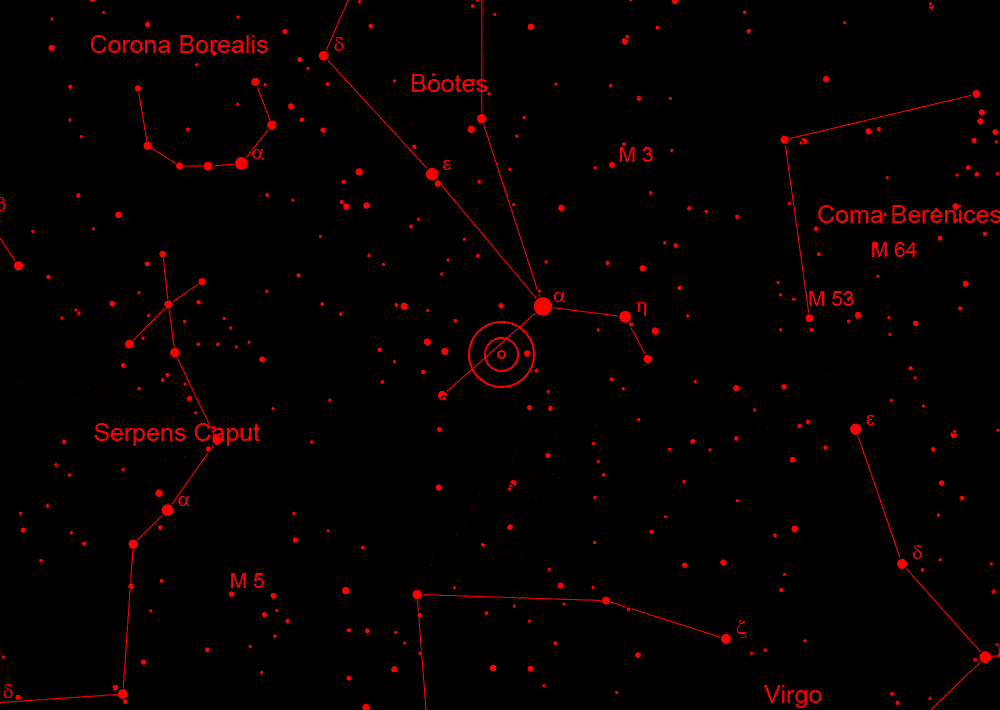 δ
Corona Borealis
Bootes
α
ε
M 3
β
Coma Berenices
M 64
α
η
M 53
ε
Serpens Caput
α
δ
M 5
ζ
δ
Virgo